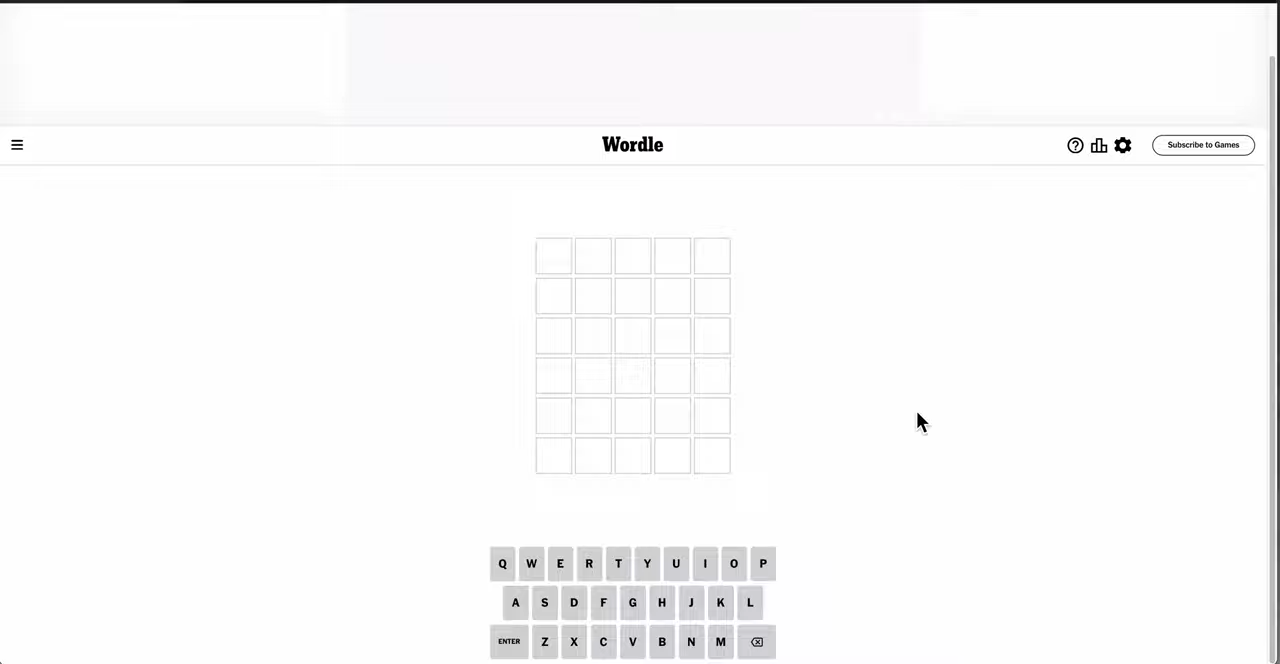 Wordle
Subscribe to Games
Q W E R T Y U I O P
A S D F G H J K L
ENTER Z X C V B N M